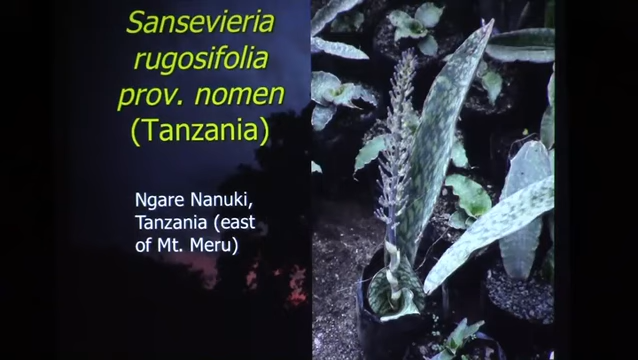 Sansevieria
rugosifolia
prov. nomen
(Tanzania)
Ngare Nanuki,
Tanzania (east
of Mt. Meru)